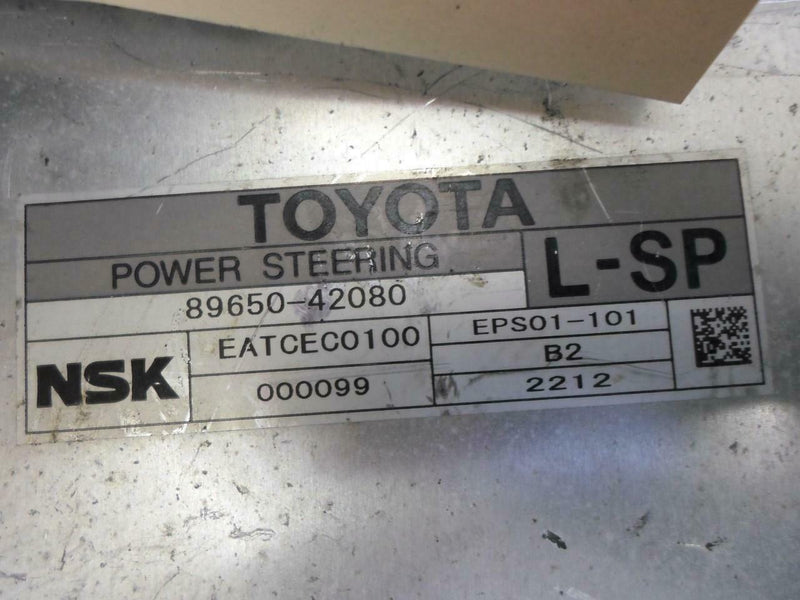 TOYOTA
POWER STEERING
L-SP
89650-42080
NSK
EATCEC0100
EPS01-101
B2
000099
2212